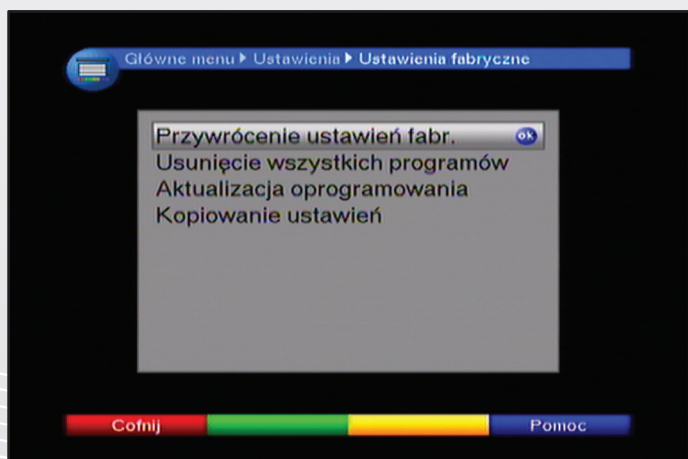 Główne menu ▶ Ustawienia ▶ Ustawienia fabryczne
Przywrócenie ustawień fabr. ok
Usunięcie wszystkich programów
Aktualizacja oprogramowania
Kopiowanie ustawień
Cofnij Pomoc